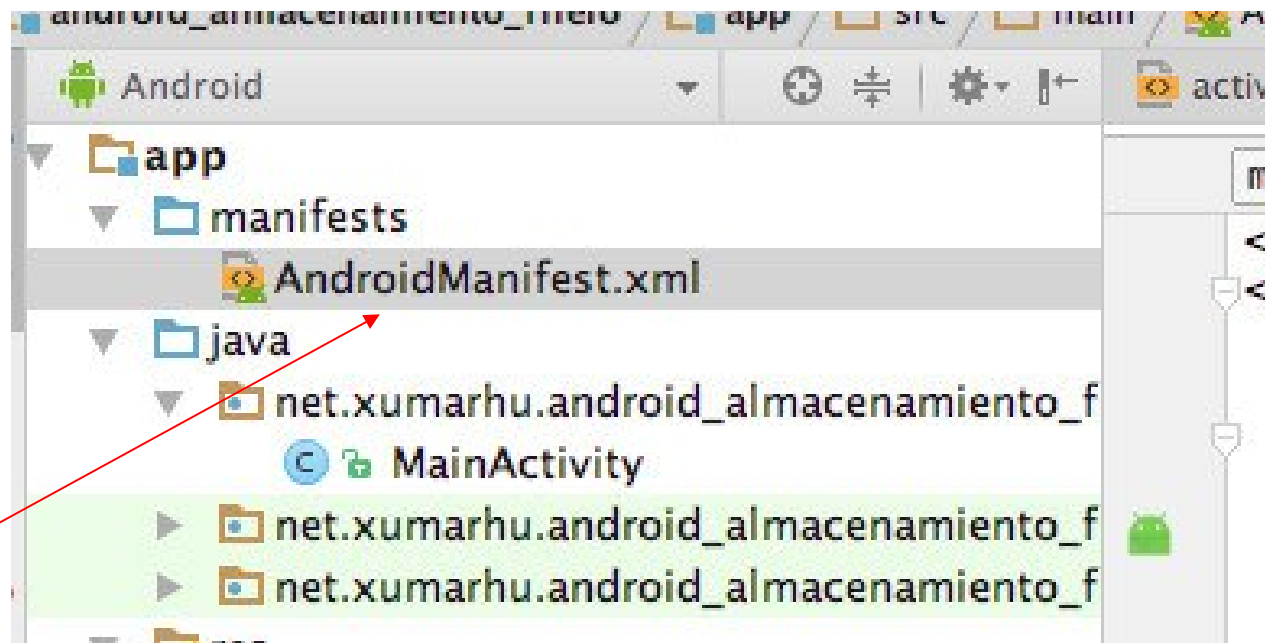 android_almacenamiento_f app src main
Android
activ
app
manifests
AndroidManifest.xml
java
net.xumarhu.android_almacenamiento_f
C MainActivity
net.xumarhu.android_almacenamiento_f
net.xumarhu.android_almacenamiento_f